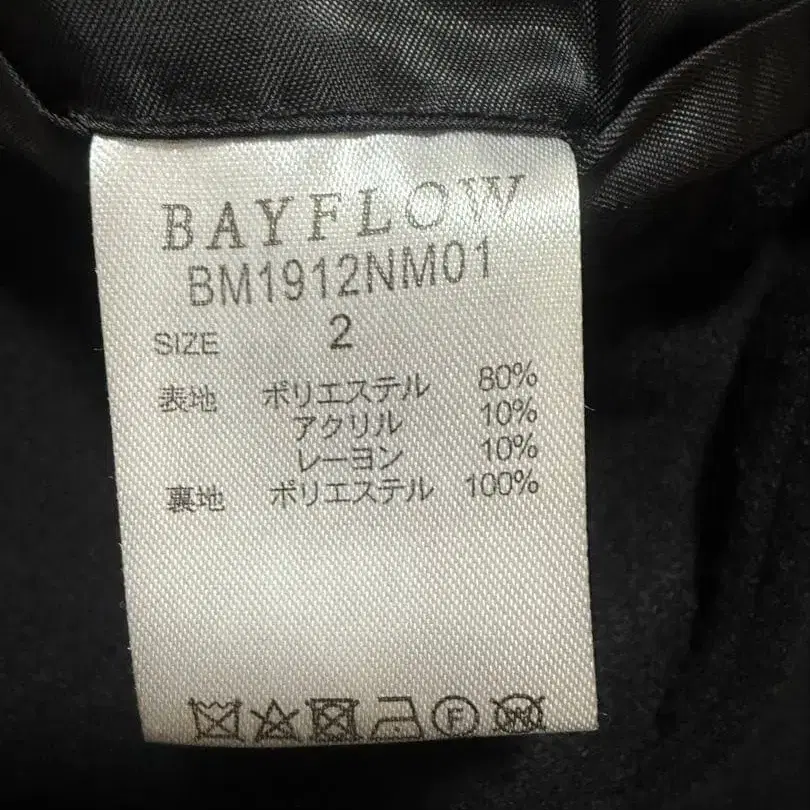 BAYFLOW
BM1912NM01
SIZE 2
表地 ポリエステル 80%
アクリル 10%
レーヨン 10%
裏地 ポリエステル 100%
F W